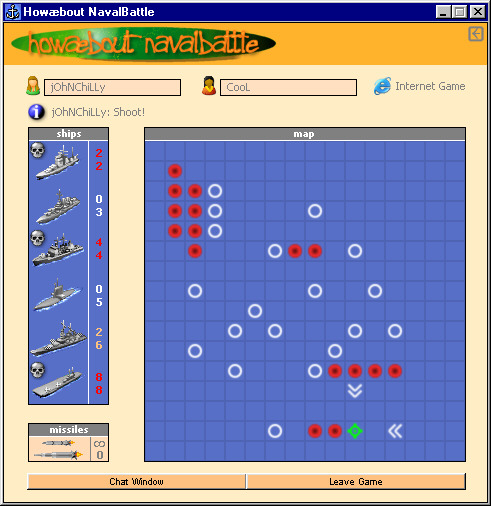 Howæbout NavalBattle
howæbout navalbattle
jOhNChiLLy
CooL
Internet Game
i
jOhNChiLLy: Shoot!
ships
map
2
2
0
3
4
4
0
5
2
6
8
8
missiles
∞
0
Chat Window
Leave Game